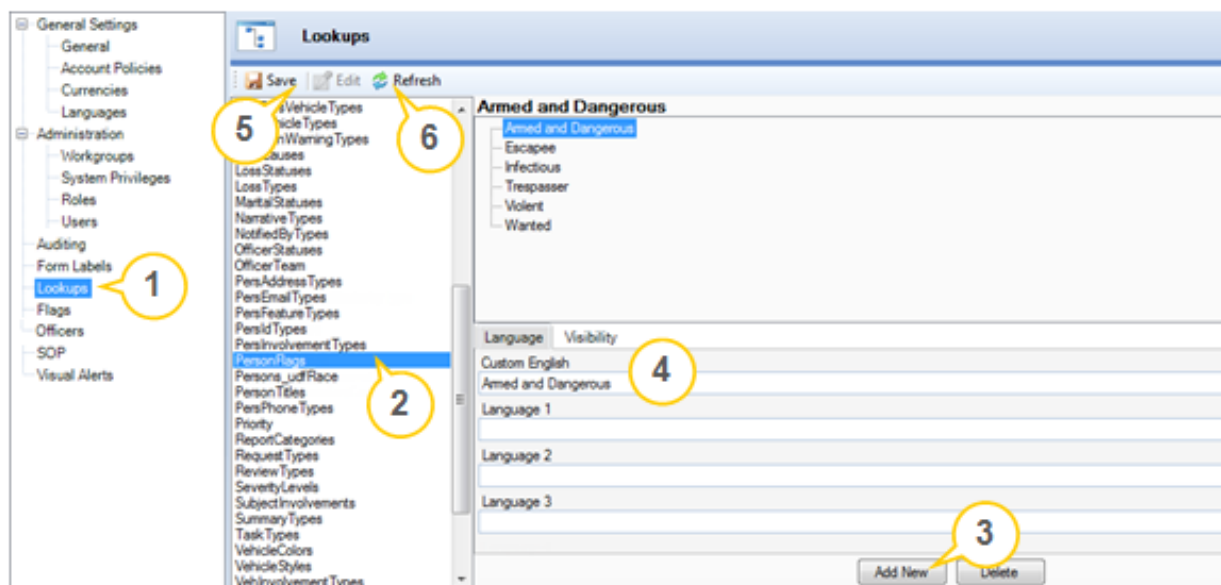 General Settings
General
Account Policies
Currencies
Languages
Administration
Workgroups
System Privileges
Roles
Users
Auditing
Form Labels
Lookups
1
Flags
Officers
SOP
Visual Alerts
Lookups
Save
Edit
Refresh
5
6
VehicleTypes
WarningTypes
LossStatuses
LossTypes
MaritalStatuses
NarrativeTypes
NotifiedByTypes
OfficerStatuses
OfficerTeam
PersAddressTypes
PersEmailTypes
PersFeatureTypes
PersIdTypes
PersInvolvementTypes
PersonFlags
Persons_udfRace
PersonTitles
PersPhoneTypes
Priority
ReportCategories
RequestTypes
ReviewTypes
SeverityLevels
SubjectInvolvements
SummaryTypes
TaskTypes
VehicleColors
VehicleStyles
VehInvolvementTypes
2
Armed and Dangerous
Armed and Dangerous
Escapee
Infectious
Trespasser
Violent
Wanted
Language Visibility
Custom English
4
Armed and Dangerous
Language 1
Language 2
Language 3
3
Add New Delete